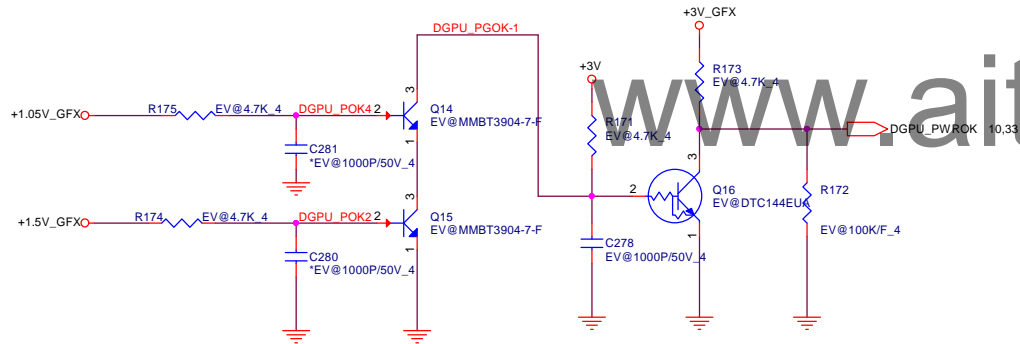 +3V_GFX
DGPU_PGOK-1
+3V
www.ait
R173
EV@4.7K_4
+1.05V_GFX
R175
EV@4.7K_4
DGPU_POK4
2
3
1
Q14
EV@MMBT3904-7-F
R171
EV@4.7K_4
DGPU_PWROK
10,33
C281
*EV@1000P/50V_4
2
3
1
Q16
EV@DTC144EUA
R172
EV@100K/F_4
+1.5V_GFX
R174
EV@4.7K_4
DGPU_POK2
2
3
1
Q15
EV@MMBT3904-7-F
C278
EV@1000P/50V_4
C280
*EV@1000P/50V_4